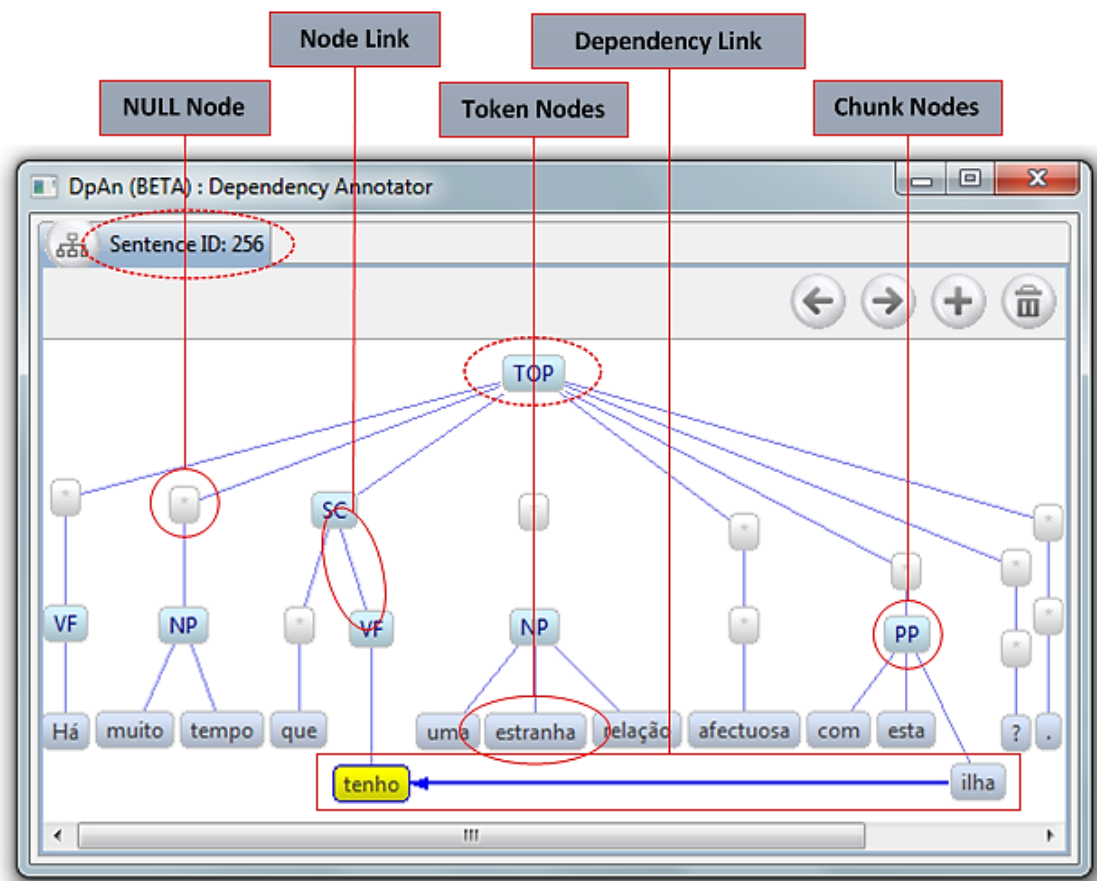 Node Link
Dependency Link
NULL Node
Token Nodes
Chunk Nodes
DpAn (BETA) : Dependency Annotator
Sentence ID: 256
TOP
* * SC * * * * *
VF NP * VF NP * PP * *
Há muito tempo que uma estranha relação afectuosa com esta ? .
tenho ilha